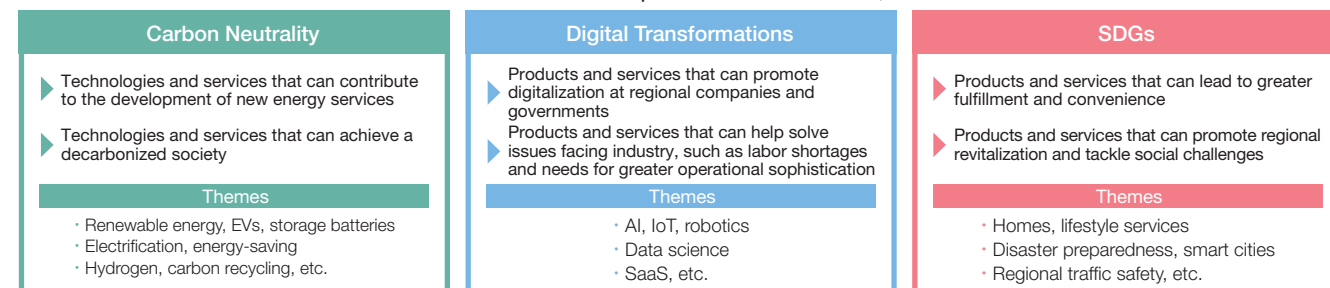 Carbon Neutrality
Technologies and services that can contribute
to the development of new energy services
Technologies and services that can achieve a
decarbonized society
Themes
・Renewable energy, EVs, storage batteries
・Electrification, energy-saving
・Hydrogen, carbon recycling, etc.
Digital Transformations
Products and services that can promote
digitalization at regional companies and
governments
Products and services that can help solve
issues facing industry, such as labor shortages
and needs for greater operational sophistication
Themes
・AI, IoT, robotics
・Data science
・SaaS, etc.
SDGs
Products and services that can lead to greater
fulfillment and convenience
Products and services that can promote regional
revitalization and tackle social challenges
Themes
・Homes, lifestyle services
・Disaster preparedness, smart cities
・Regional traffic safety, etc.